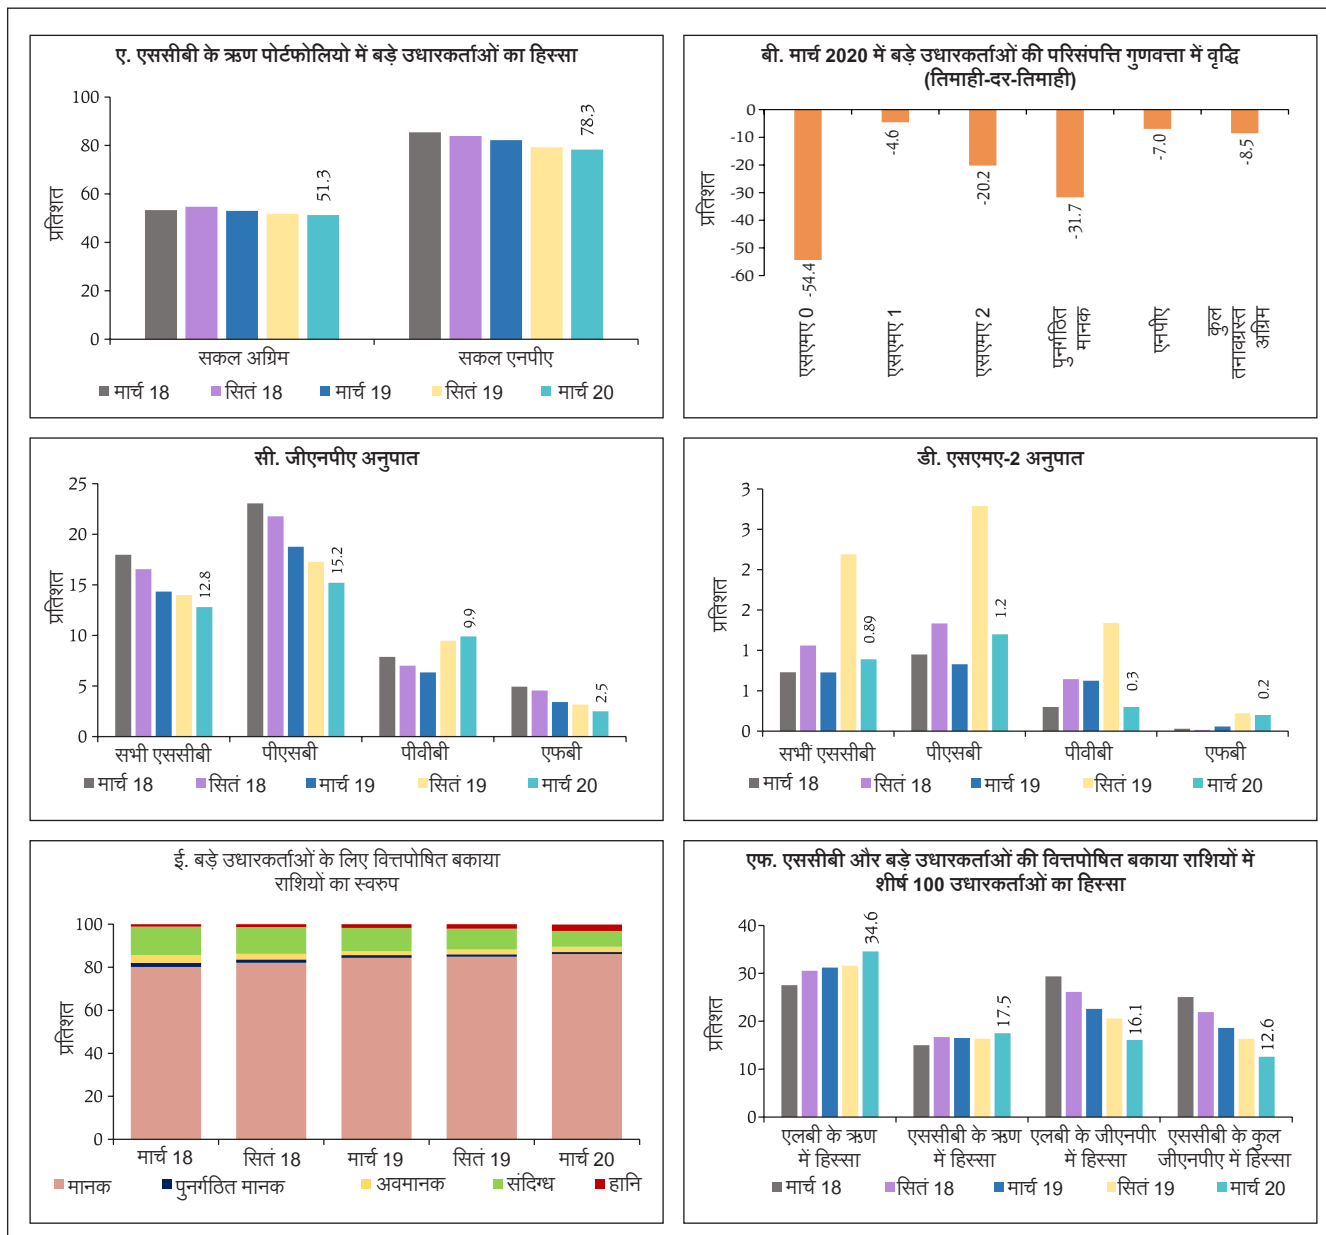 ए. एससीबी के ऋण पोर्टफोलियो में बड़े उधारकर्ताओं का हिस्सा
प्रतिशत
100
80
60
40
20
0
51.3
78.3
सकल अग्रिम
सकल एनपीए
मार्च 18
सितं 18
मार्च 19
सितं 19
मार्च 20
बी. मार्च 2020 में बड़े उधारकर्ताओं की परिसंपत्ति गुणवत्ता में वृद्धि
(तिमाही-दर-तिमाही)
प्रतिशत
0
-10
-20
-30
-40
-50
-60
-54.4
-4.6
-20.2
-31.7
-7.0
-8.5
एसएमए 0
एसएमए 1
एसएमए 2
पुनर्गठित
मानक
एनपीए
कुल
तनावग्रस्त
अग्रिम
सी. जीएनपीए अनुपात
प्रतिशत
25
20
15
10
5
0
12.8
15.2
9.9
2.5
सभी एससीबी
पीएसबी
पीवीबी
एफबी
मार्च 18
सितं 18
मार्च 19
सितं 19
मार्च 20
डी. एसएमए-2 अनुपात
प्रतिशत
3
3
2
2
1
1
0
0.89
1.2
0.3
0.2
सभीं एससीबी
पीएसबी
पीवीबी
एफबी
मार्च 18
सितं 18
मार्च 19
सितं 19
मार्च 20
ई. बड़े उधारकर्ताओं के लिए वित्तपोषित बकाया
राशियों का स्वरुप
प्रतिशत
100
80
60
40
20
0
मार्च 18
सितं 18
मार्च 19
सितं 19
मार्च 20
मानक
पुनर्गठित मानक
अवमानक
संदिग्ध
हानि
एफ. एससीबी और बड़े उधारकर्ताओं की वित्तपोषित बकाया राशियों में
शीर्ष 100 उधारकर्ताओं का हिस्सा
प्रतिशत
40
30
20
10
0
34.6
17.5
16.1
12.6
एलबी के ऋण
में हिस्सा
एससीबी के ऋण
में हिस्सा
एलबी के जीएनपीए
में हिस्सा
एससीबी के कुल
जीएनपीए में हिस्सा
मार्च 18
सितं 18
मार्च 19
सितं 19
मार्च 20